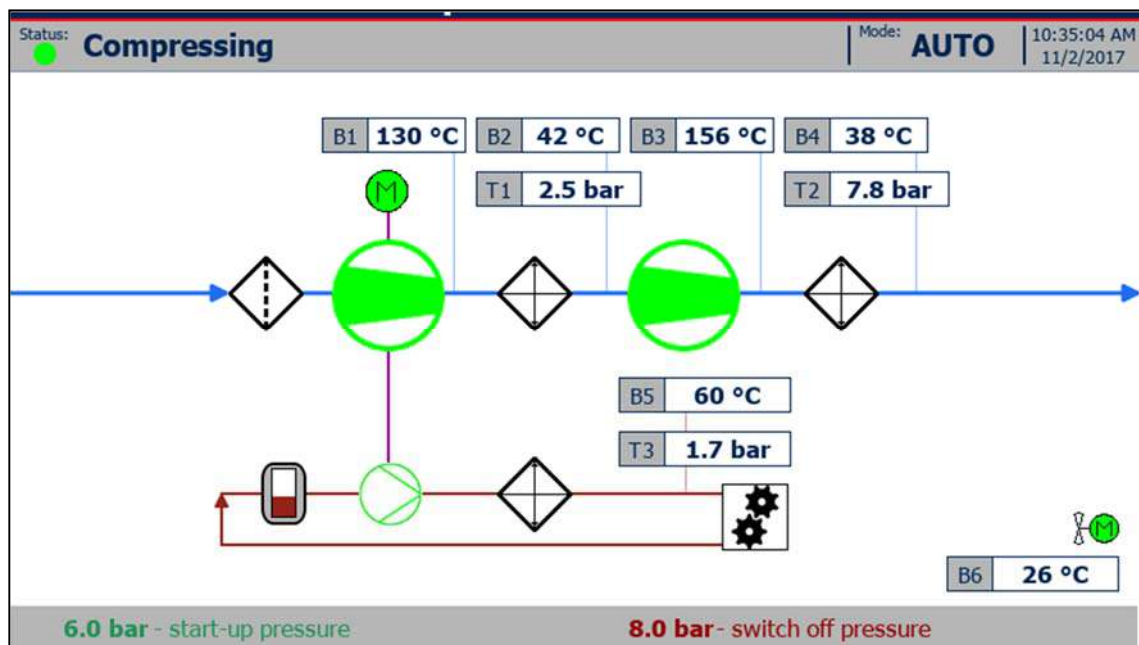 Status:
Compressing
Mode:
AUTO
10:35:04 AM
11/2/2017
B1 130 °C
B2 42 °C
B3 156 °C
B4 38 °C
T1 2.5 bar
T2 7.8 bar
M
B5 60 °C
T3 1.7 bar
M
B6 26 °C
6.0 bar - start-up pressure
8.0 bar - switch off pressure